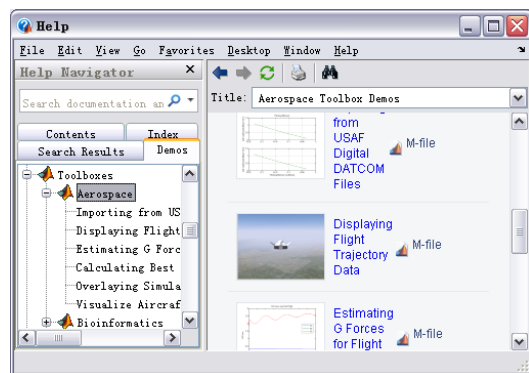 Help
File Edit View Go Favorites Desktop Window Help
Help Navigator
Search documentation an
Contents Index
Search Results Demos
Toolboxes
Aerospace
Importing from US
Displaying Flight
Estimating G Forc
Calculating Best
Overlaying Simula
Visualize Aircraf
Bioinformatics
Title: Aerospace Toolbox Demos
from
USAF
Digital
DATCOM
Files
M-file
Displaying
Flight
Trajectory
Data
M-file
Estimating
G Forces
for Flight
M-file